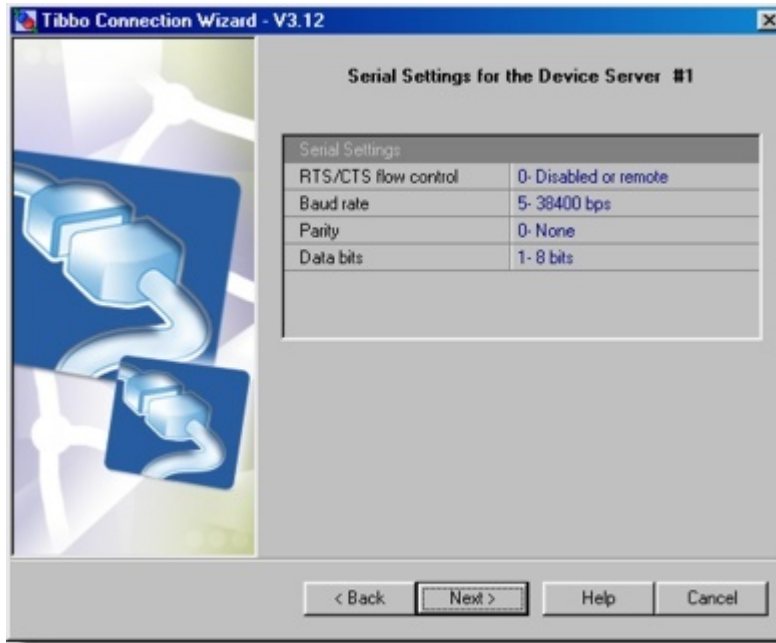 Tibbo Connection Wizard - V3.12
Serial Settings for the Device Server #1
Serial Settings
RTS/CTS flow control 0- Disabled or remote
Baud rate 5- 38400 bps
Parity 0- None
Data bits 1- 8 bits
< Back Next > Help Cancel